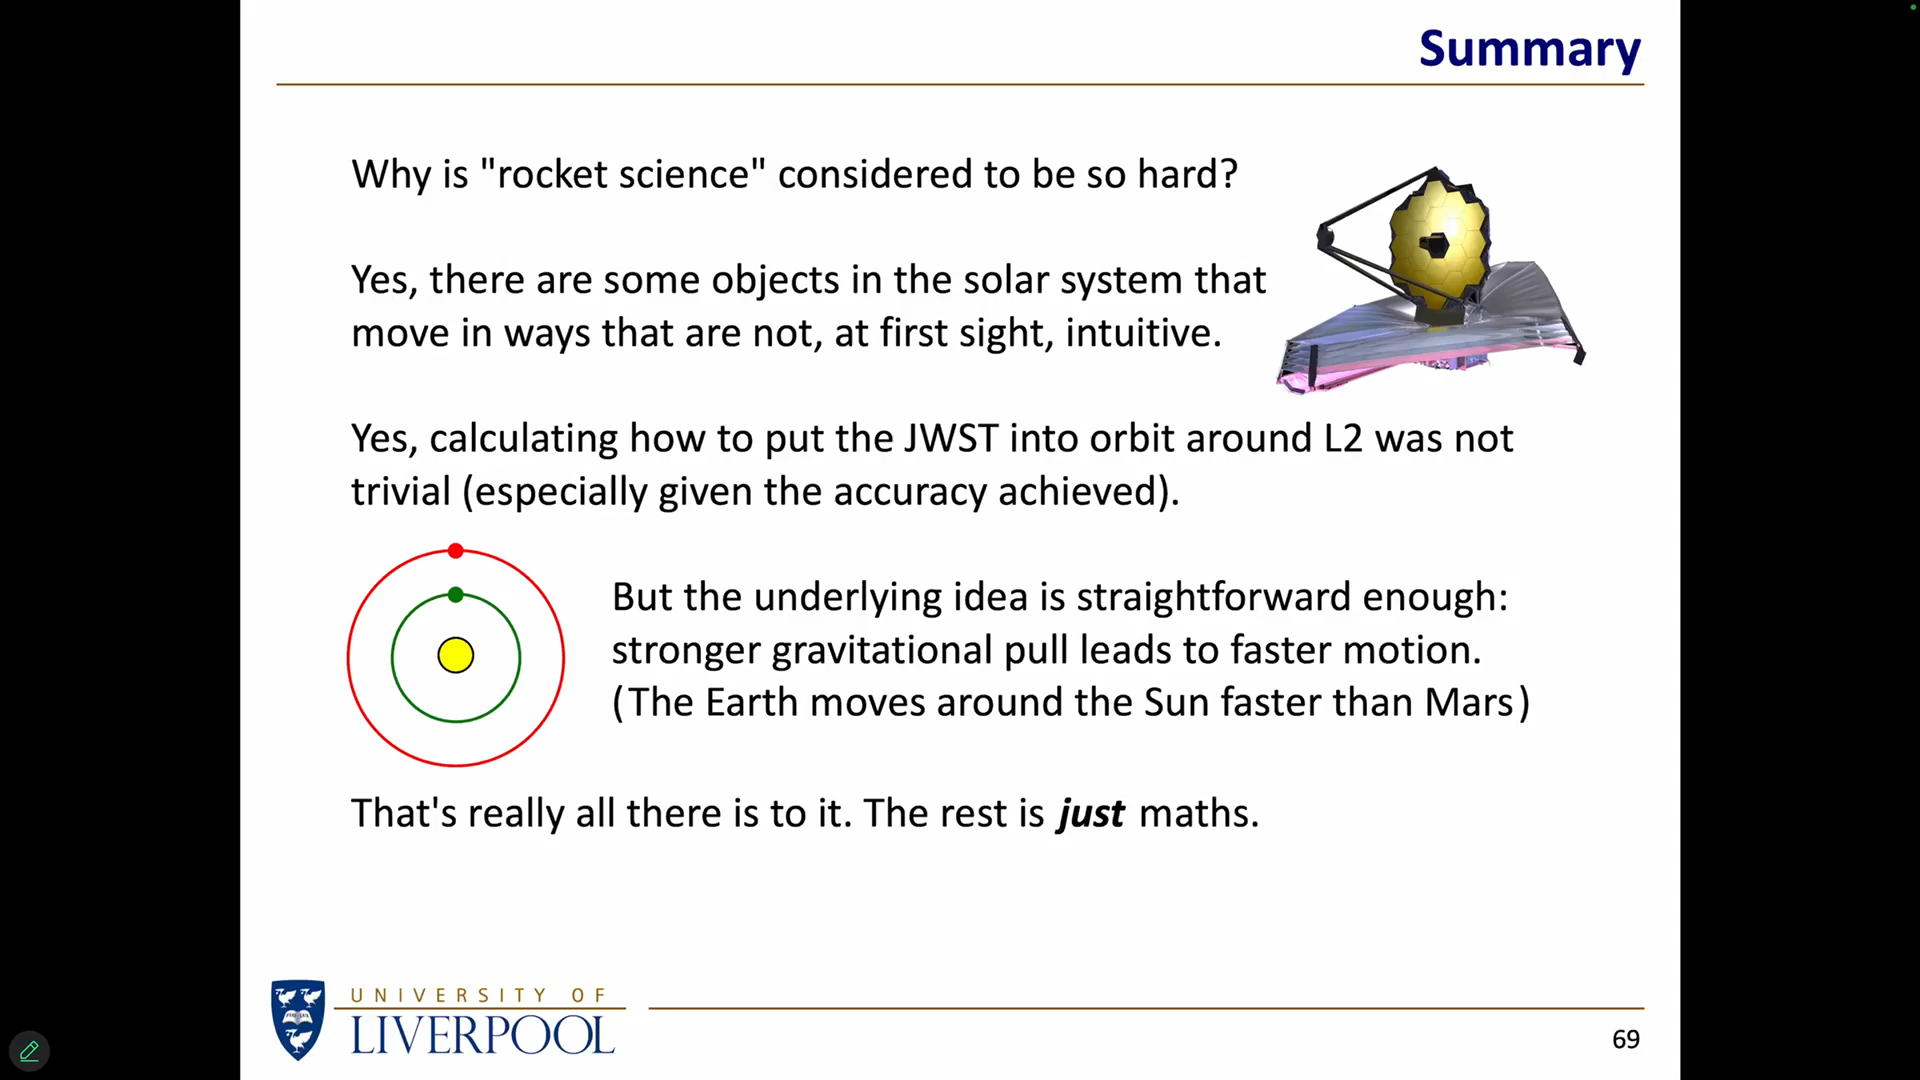 Summary
Why is "rocket science" considered to be so hard?
Yes, there are some objects in the solar system that
move in ways that are not, at first sight, intuitive.
Yes, calculating how to put the JWST into orbit around L2 was not
trivial (especially given the accuracy achieved).
But the underlying idea is straightforward enough:
stronger gravitational pull leads to faster motion.
(The Earth moves around the Sun faster than Mars)
That's really all there is to it. The rest is just maths.
UNIVERSITY OF
LIVERPOOL
69